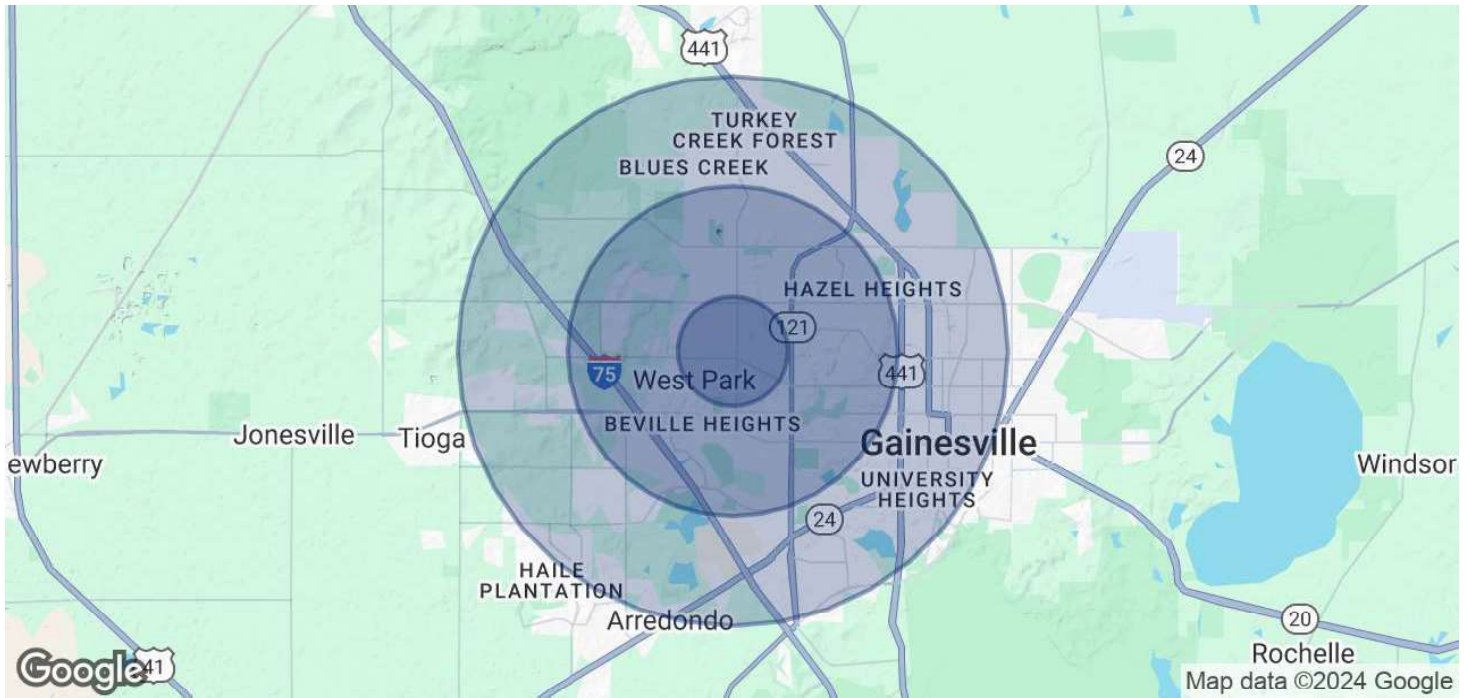 441
TURKEY
CREEK FOREST
24
BLUES CREEK
HAZEL HEIGHTS
121
75
West Park
441
BEVILLE HEIGHTS
Jonesville
Tioga
Gainesville
ewberry
Windsor
UNIVERSITY
HEIGHTS
24
HAILE
PLANTATION
Arredondo
20
Rochelle
Google
41
Map data ©2024 Google